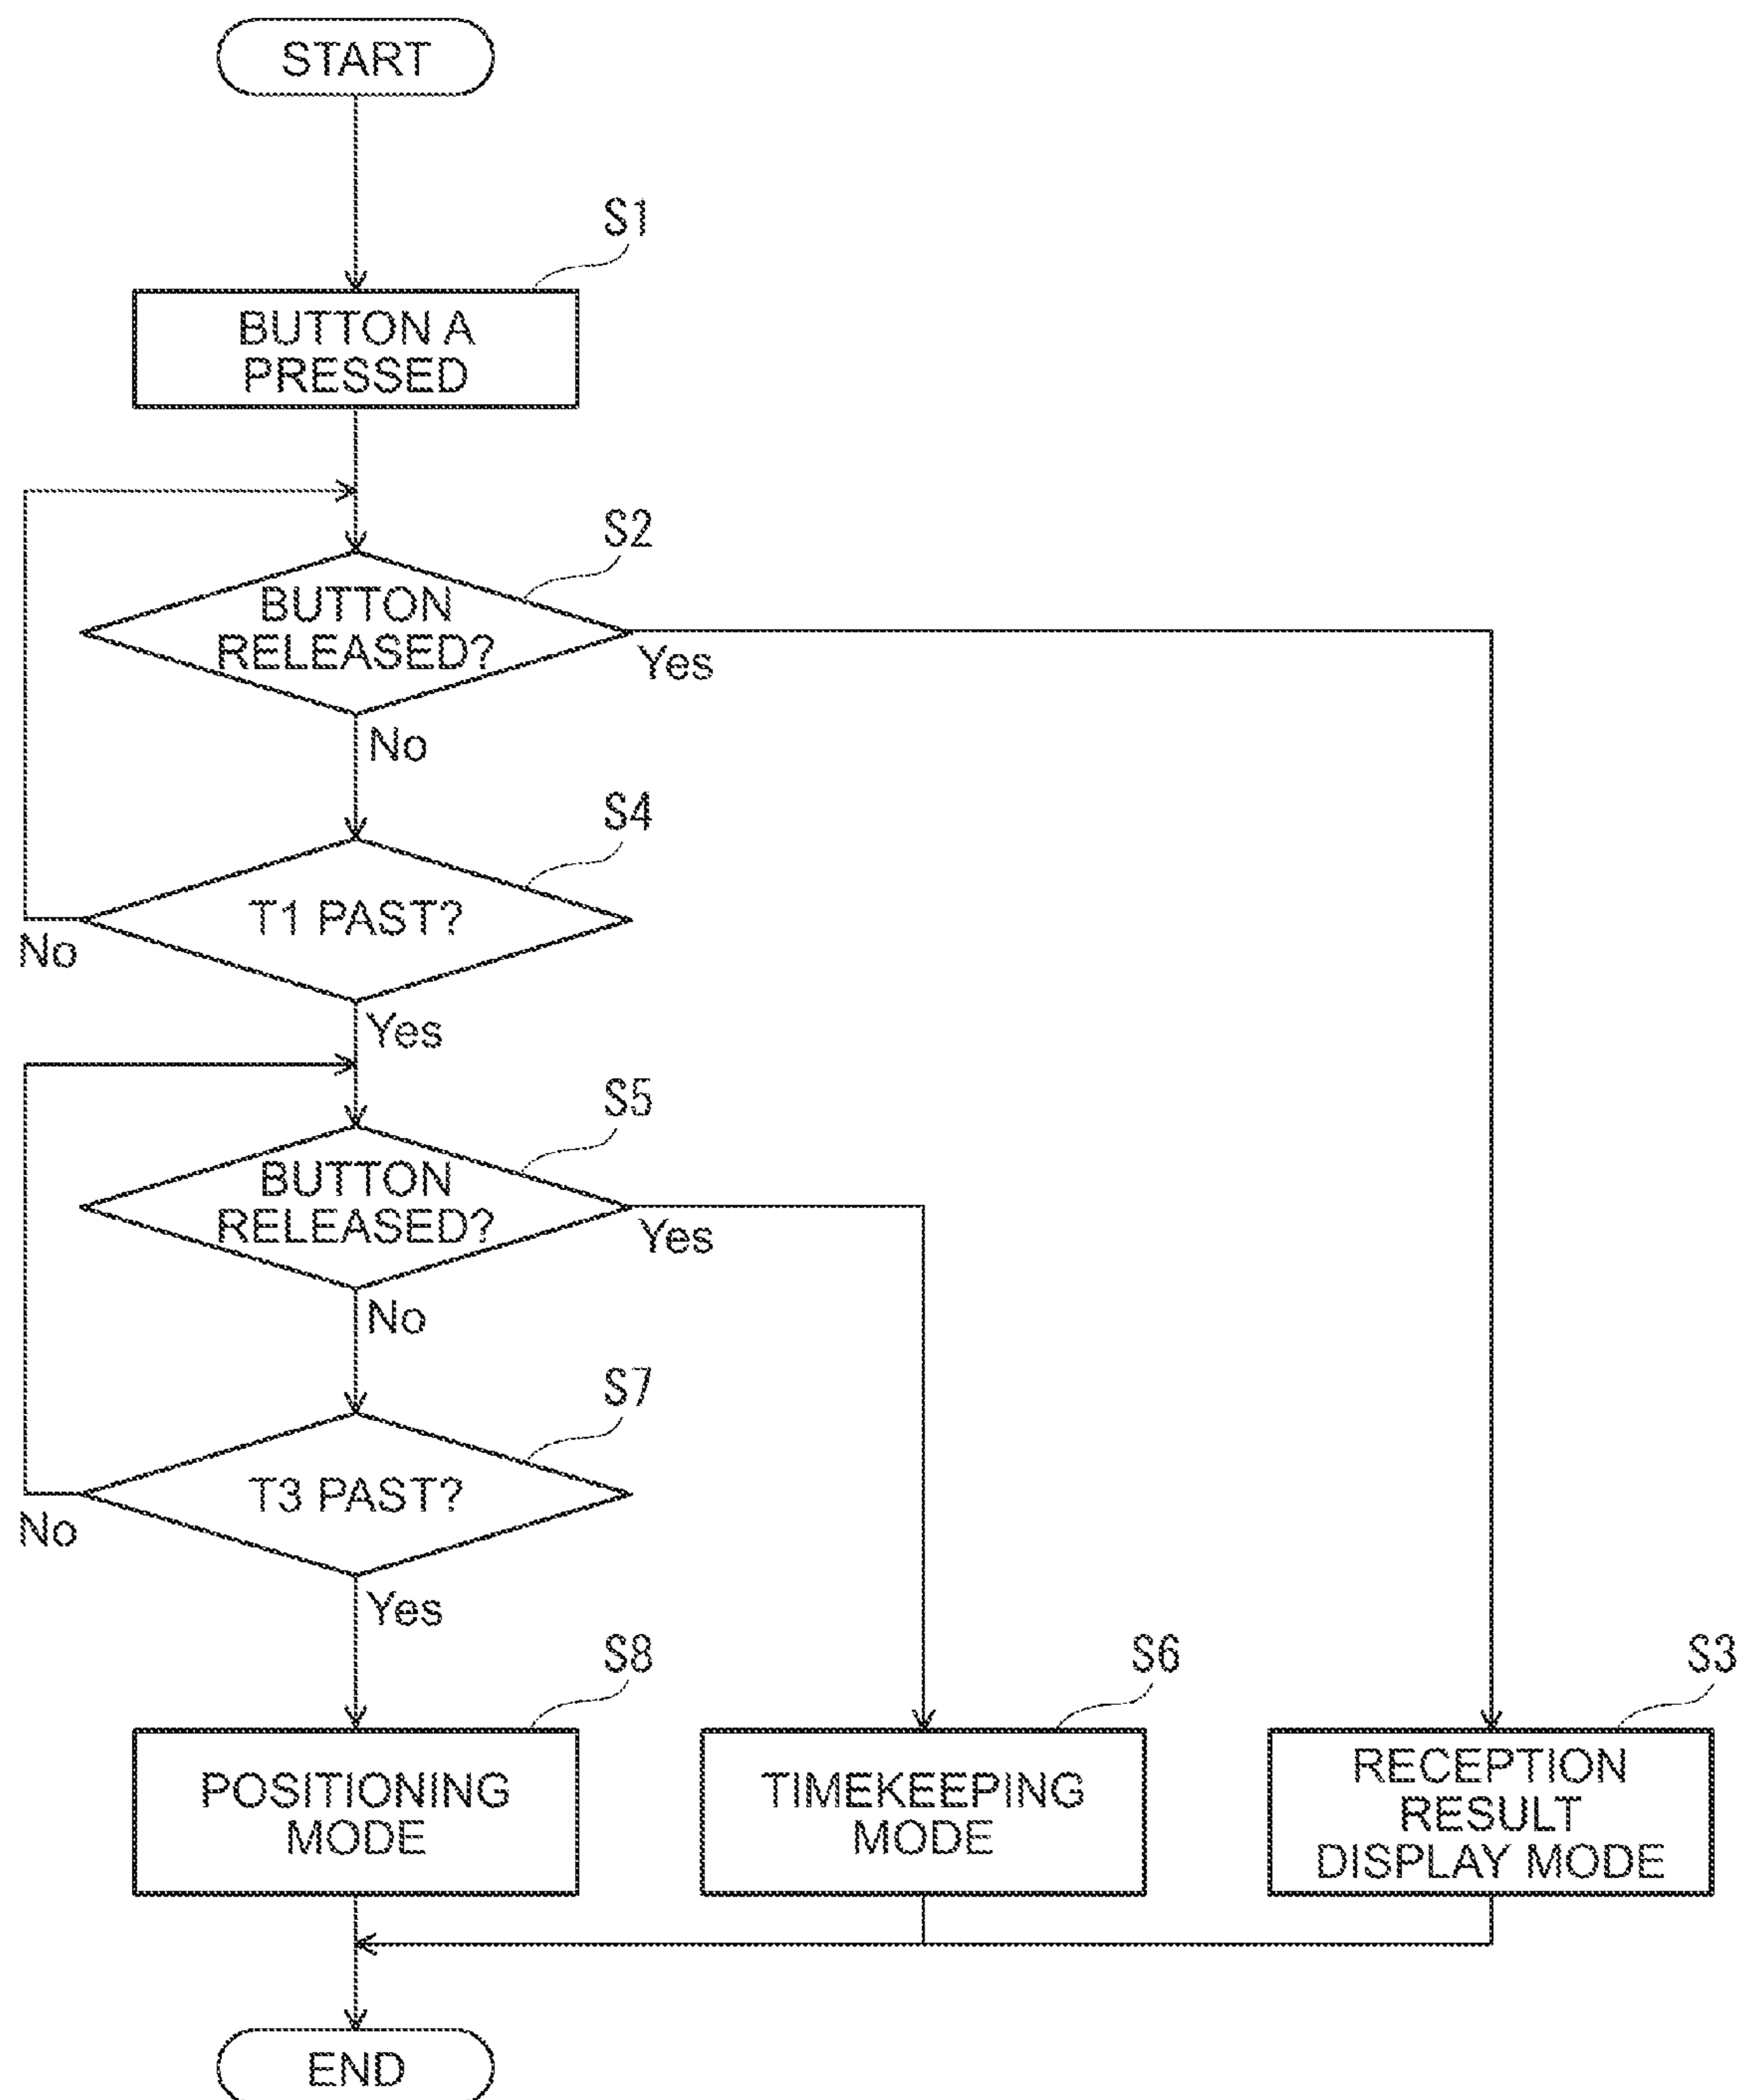 START
S1
BUTTON A
PRESSED
S2
BUTTON
RELEASED?
Yes
No
S4
T1 PAST?
No
Yes
S5
BUTTON
RELEASED?
Yes
No
S7
T3 PAST?
No
Yes
S8
POSITIONING
MODE
S6
TIMEKEEPING
MODE
S3
RECEPTION
RESULT
DISPLAY MODE
END